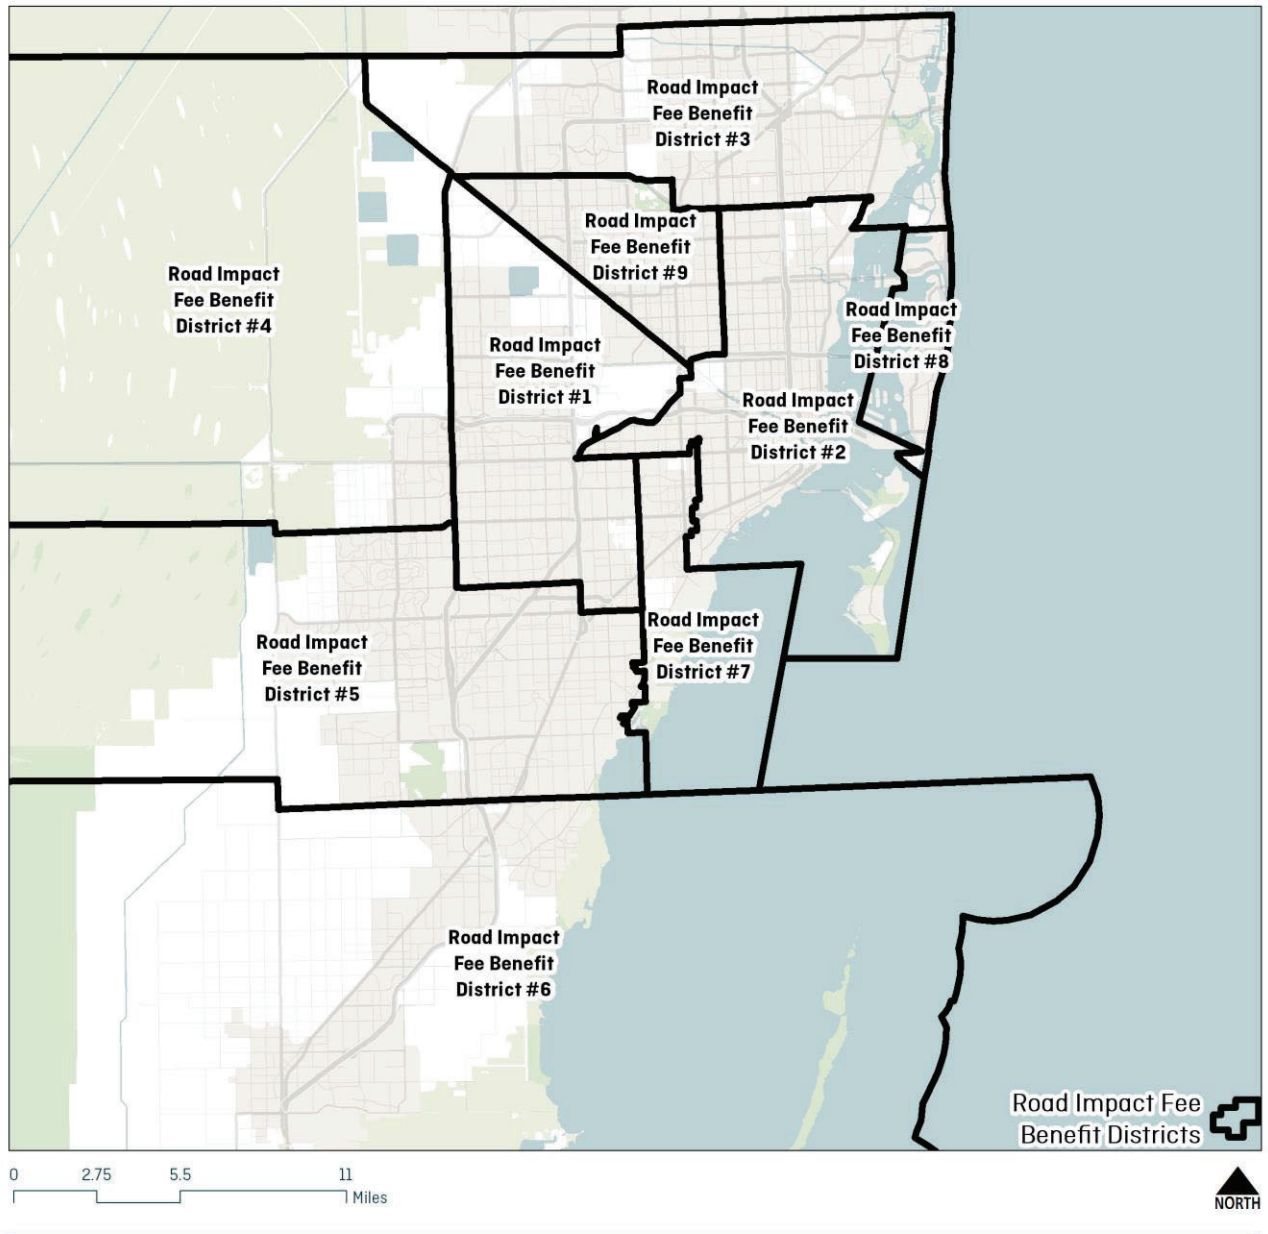 Road Impact
Fee Benefit
District #3
Road Impact
Fee Benefit
District #9
Road Impact
Fee Benefit
District #4
Road Impact
Fee Benefit
District #8
Road Impact
Fee Benefit
District #1
Road Impact
Fee Benefit
District #2
Road Impact
Fee Benefit
District #7
Road Impact
Fee Benefit
District #5
Road Impact
Fee Benefit
District #6
Road Impact Fee
Benefit Districts
0 2.75 5.5 11
Miles
NORTH